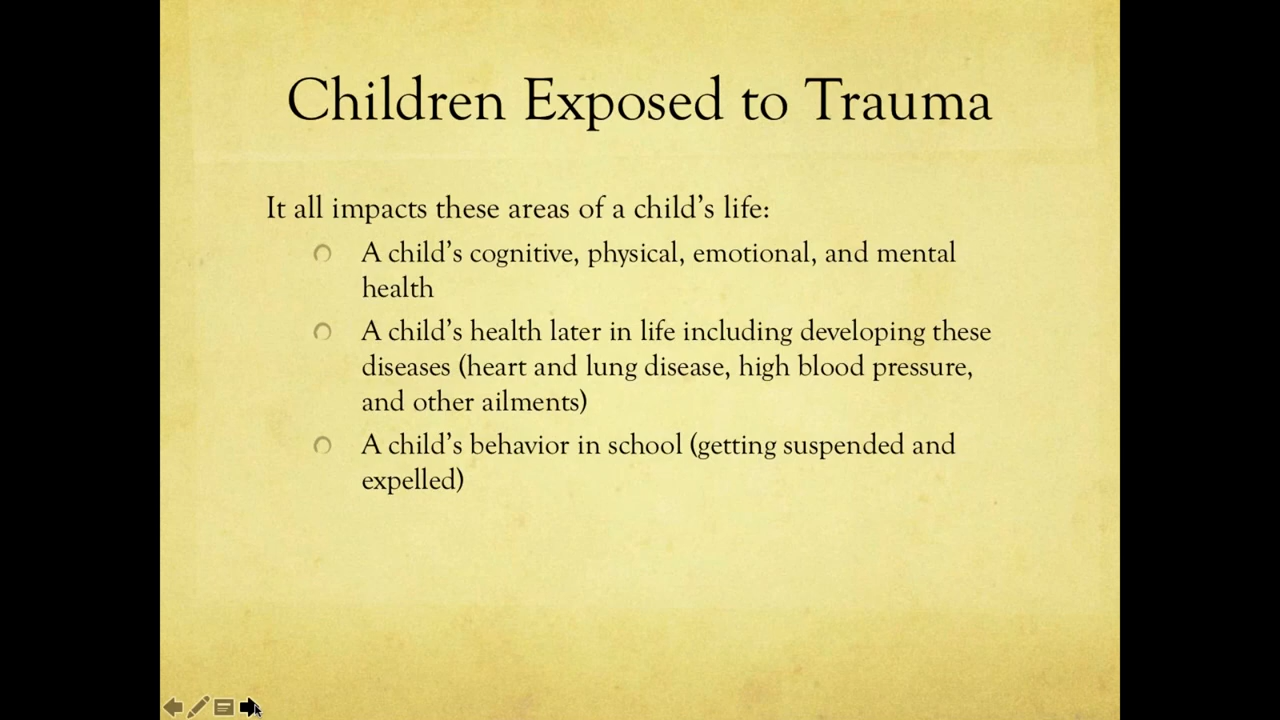 Children Exposed to Trauma
It all impacts these areas of a child’s life:
A child’s cognitive, physical, emotional, and mental
health
A child’s health later in life including developing these
diseases (heart and lung disease, high blood pressure,
and other ailments)
A child’s behavior in school (getting suspended and
expelled)